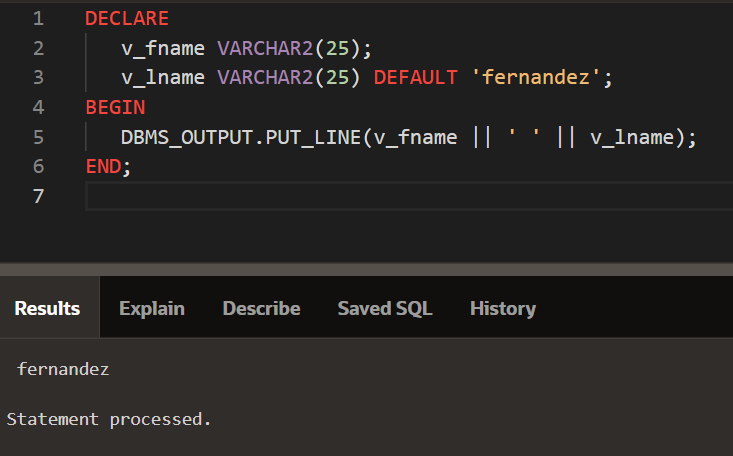 1 DECLARE
2 v_fname VARCHAR2(25);
3 v_lname VARCHAR2(25) DEFAULT 'fernandez';
4 BEGIN
5 DBMS_OUTPUT.PUT_LINE(v_fname || ' ' || v_lname);
6 END;
7
Results Explain Describe Saved SQL History
fernandez
Statement processed.